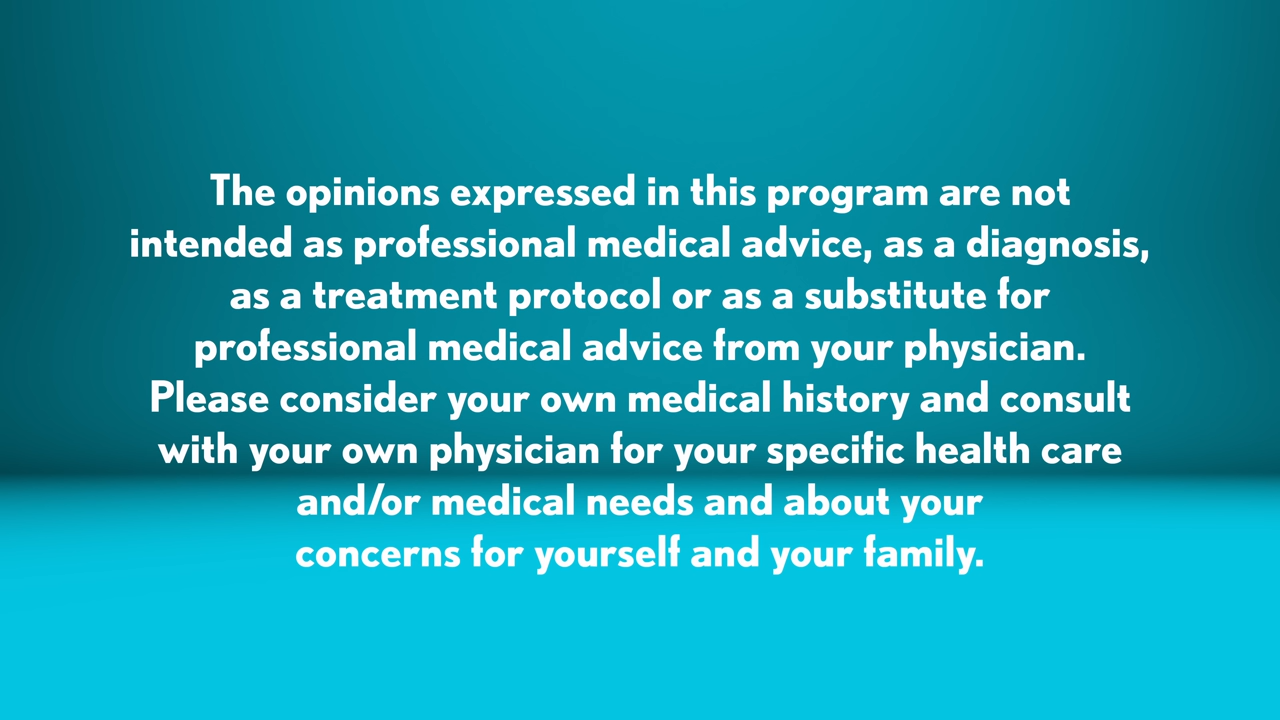 The opinions expressed in this program are not
intended as professional medical advice, as a diagnosis,
as a treatment protocol or as a substitute for
professional medical advice from your physician.
Please consider your own medical history and consult
with your own physician for your specific health care
and/or medical needs and about your
concerns for yourself and your family.